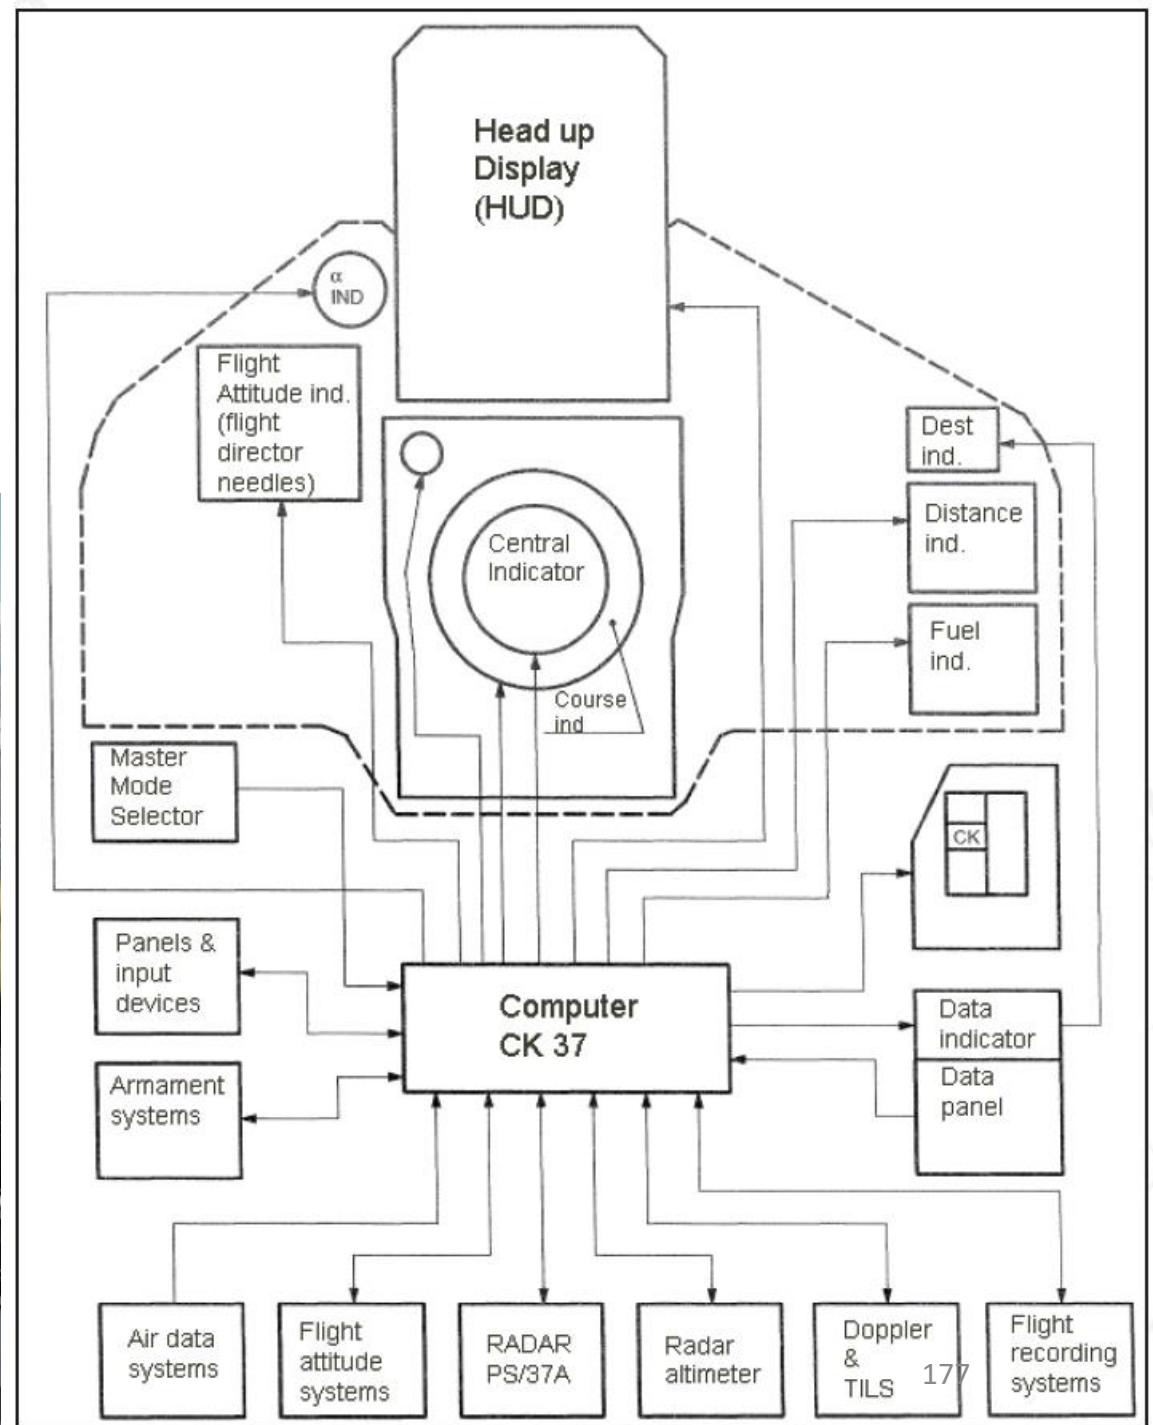 Head up
Display
(HUD)
α
IND
Flight
Attitude ind.
(flight
director
needles)
Dest
ind.
Distance
ind.
Central
Indicator
Fuel
ind.
Course
ind
Master
Mode
Selector
CK
Panels &
input
devices
Computer
CK 37
Data
indicator
Data
panel
Armament
systems
Air data
systems
Flight
attitude
systems
RADAR
PS/37A
Radar
altimeter
Doppler
&
TILS
177
Flight
recording
systems